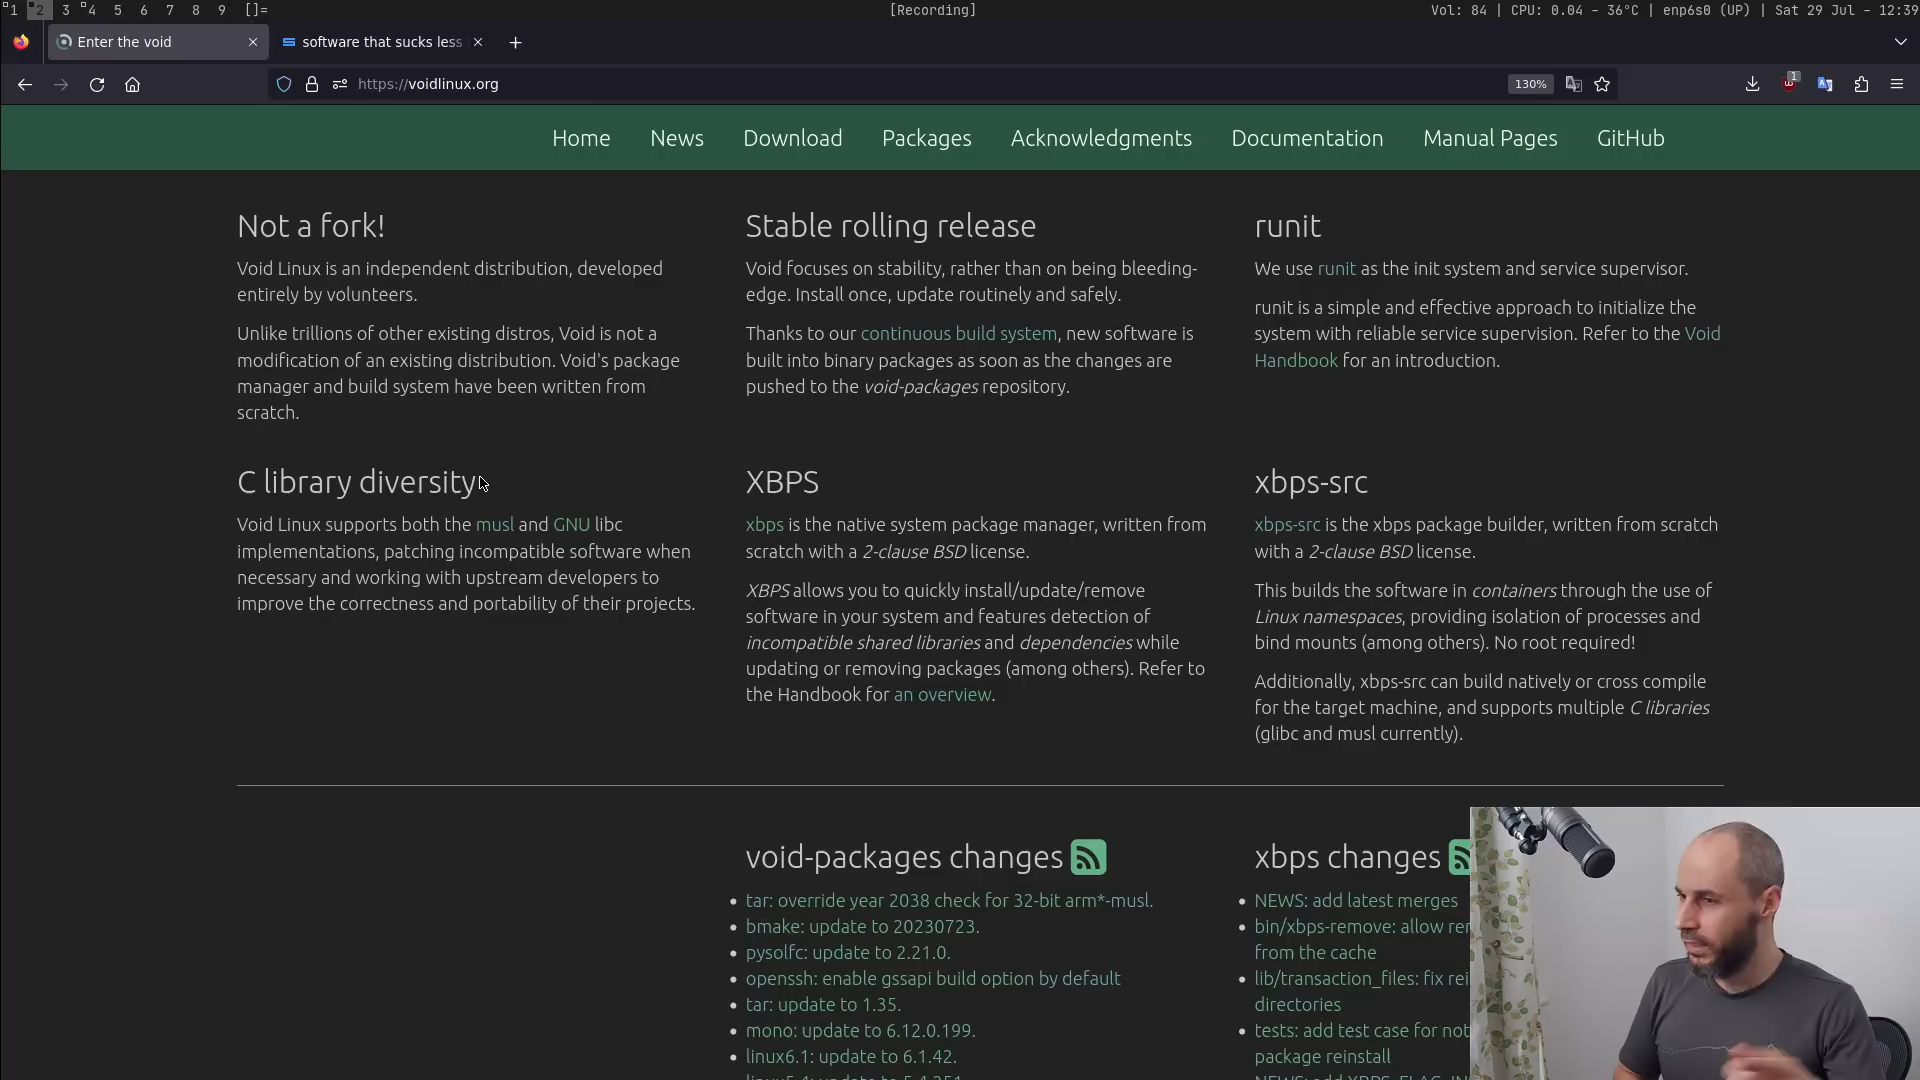 1 2 3 4 5 6 7 8 9 []= [Recording] Vol: 84 | CPU: 0.04 - 36°C | enp6s0 (UP) | Sat 29 Jul - 12:39
Enter the void
software that sucks less
https://voidlinux.org
130%
1
Home News Download Packages Acknowledgments Documentation Manual Pages GitHub
Not a fork!
Void Linux is an independent distribution, developed
entirely by volunteers.
Unlike trillions of other existing distros, Void is not a
modification of an existing distribution. Void's package
manager and build system have been written from
scratch.
Stable rolling release
Void focuses on stability, rather than on being bleeding-
edge. Install once, update routinely and safely.
Thanks to our continuous build system, new software is
built into binary packages as soon as the changes are
pushed to the void-packages repository.
runit
We use runit as the init system and service supervisor.
runit is a simple and effective approach to initialize the
system with reliable service supervision. Refer to the Void
Handbook for an introduction.
C library diversity
Void Linux supports both the musl and GNU libc
implementations, patching incompatible software when
necessary and working with upstream developers to
improve the correctness and portability of their projects.
XBPS
xbps is the native system package manager, written from
scratch with a 2-clause BSD license.
XBPS allows you to quickly install/update/remove
software in your system and features detection of
incompatible shared libraries and dependencies while
updating or removing packages (among others). Refer to
the Handbook for an overview.
xbps-src
xbps-src is the xbps package builder, written from scratch
with a 2-clause BSD license.
This builds the software in containers through the use of
Linux namespaces, providing isolation of processes and
bind mounts (among others). No root required!
Additionally, xbps-src can build natively or cross compile
for the target machine, and supports multiple C libraries
(glibc and musl currently).
void-packages changes
tar: override year 2038 check for 32-bit arm*-musl.
bmake: update to 20230723.
pysolfc: update to 2.21.0.
openssh: enable gssapi build option by default
tar: update to 1.35.
mono: update to 6.12.0.199.
linux6.1: update to 6.1.42.
xbps changes
NEWS: add latest merges
bin/xbps-remove: allow
from the cache
lib/transaction_files: fix
directories
tests: add test case for
package reinstall